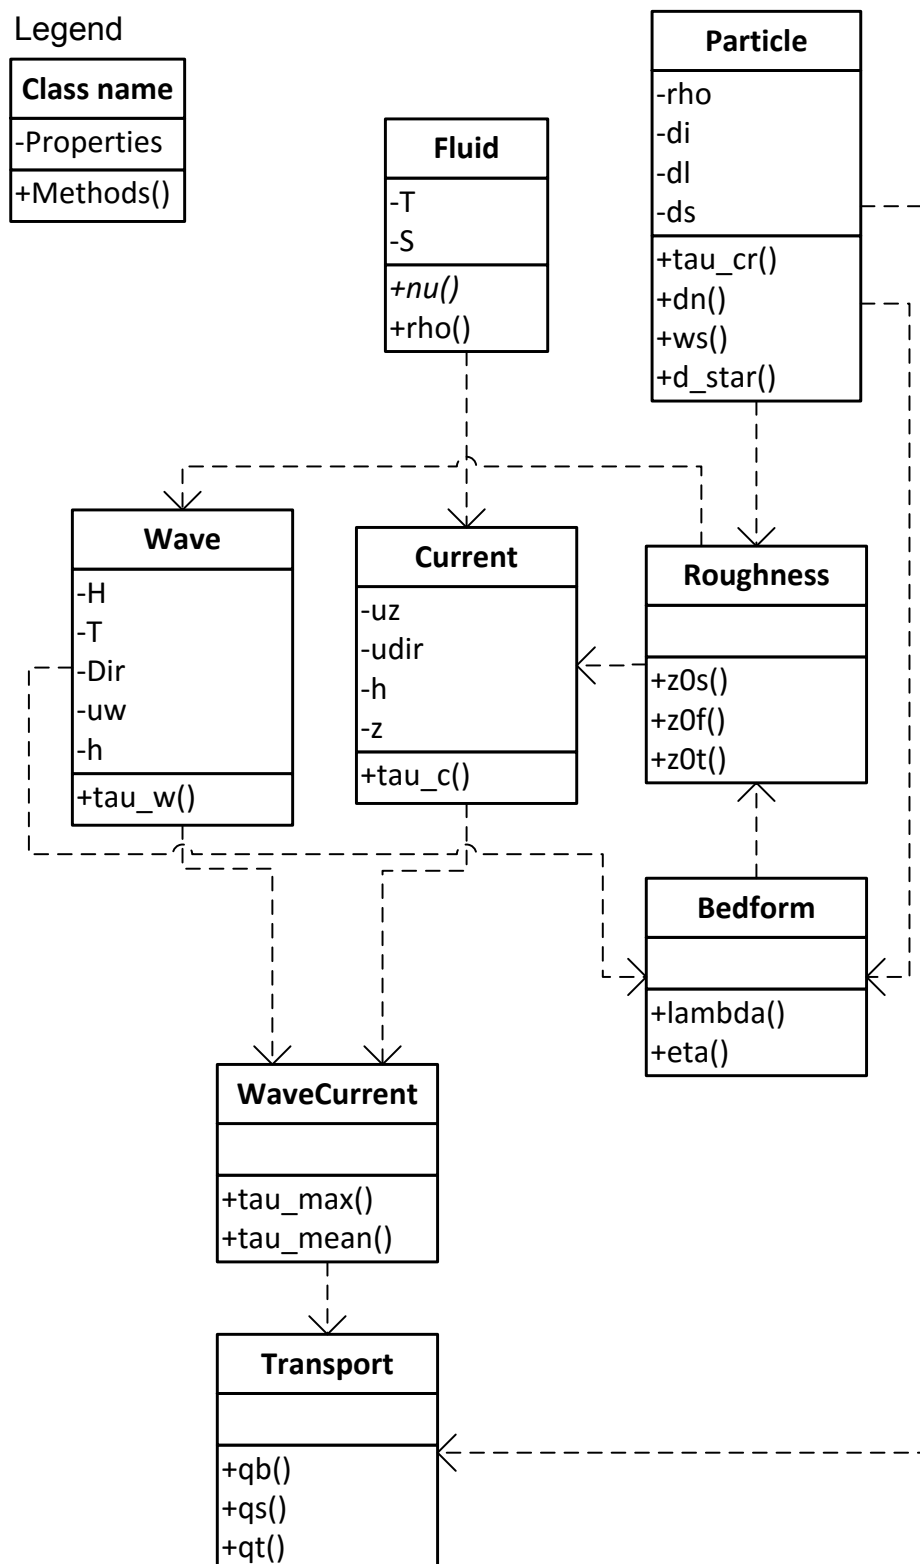 Legend
Class name
-Properties
+Methods()
Fluid
-T
-S
+nu()
+rho()
Particle
-rho
-di
-dl
-ds
+tau_cr()
+dn()
+ws()
+d_star()
Wave
-H
-T
-Dir
-uw
-h
+tau_w()
Current
-uz
-udir
-h
-z
+tau_c()
Roughness
+z0s()
+z0f()
+z0t()
Bedform
+lambda()
+eta()
WaveCurrent
+tau_max()
+tau_mean()
Transport
+qb()
+qs()
+qt()